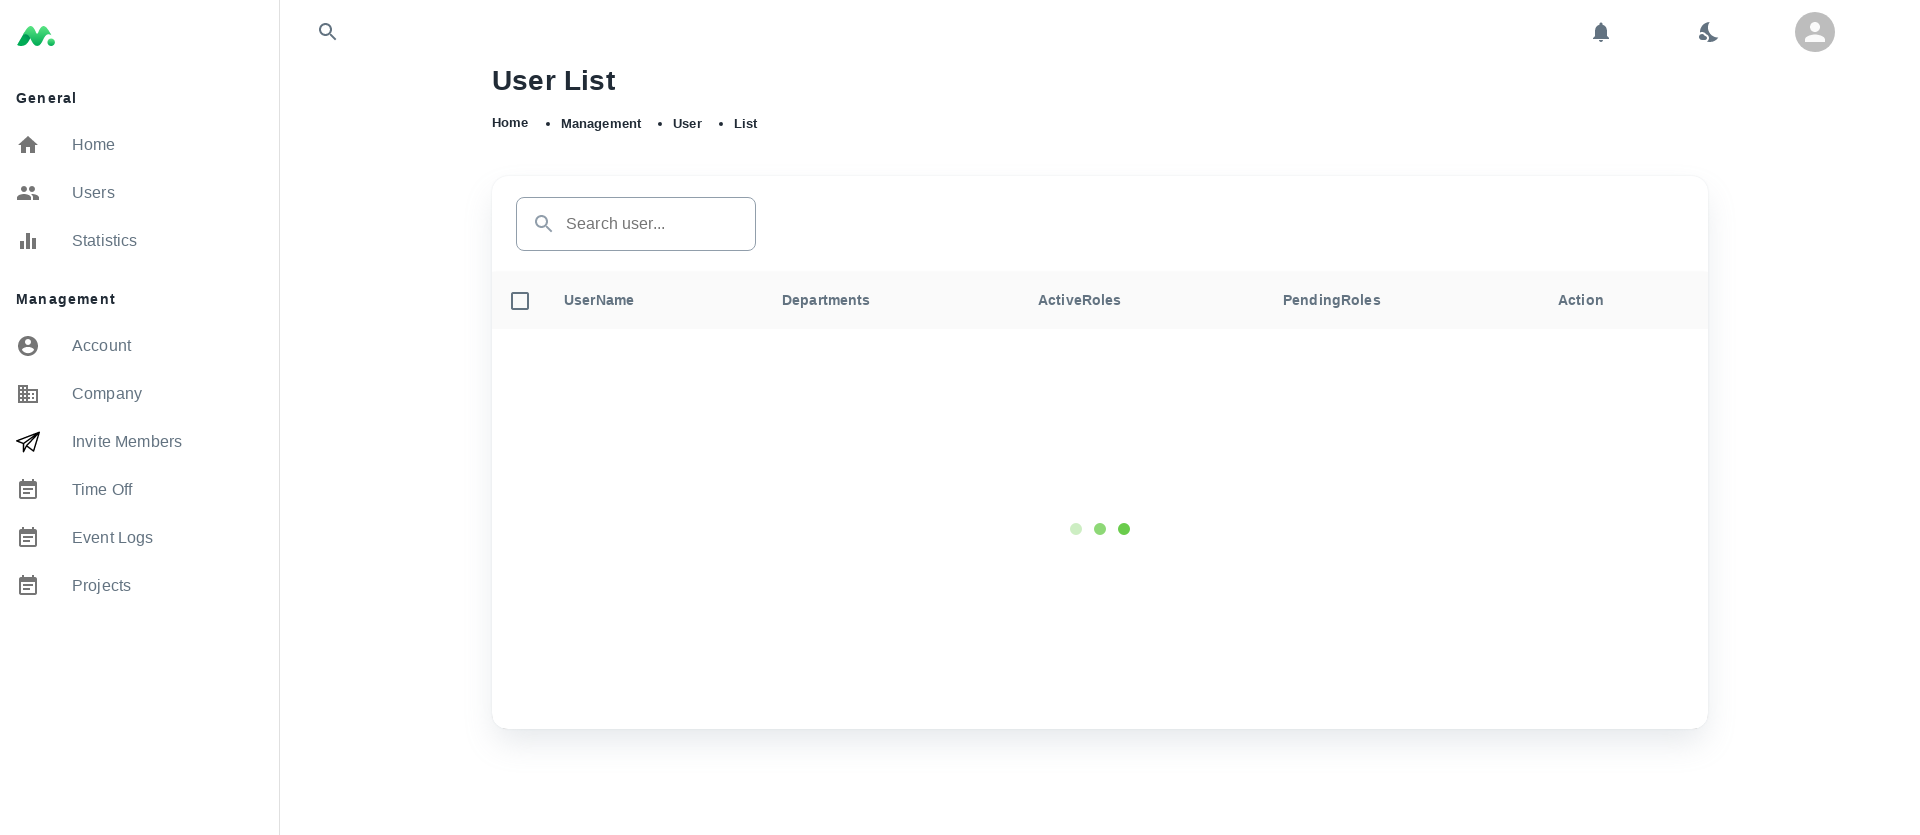 General
Home
Users
Statistics
Management
Account
Company
Invite Members
Time Off
Event Logs
Projects
User List
Home • Management • User • List
Search user...
UserName Departments ActiveRoles PendingRoles Action